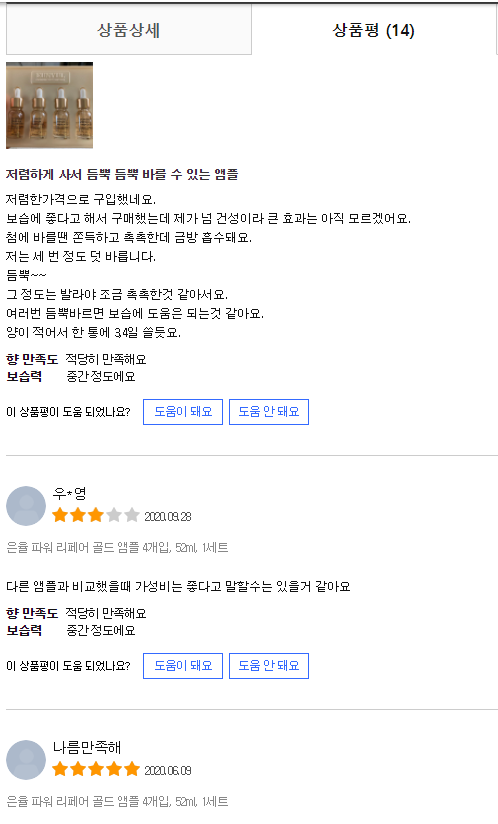 상품상세
상품평 (14)
저렴하게 사서 듬뿍 듬뿍 바를 수 있는 앰플
저렴한가격으로 구입했네요.
보습에 좋다고 해서 구매했는데 제가 넘 건성이라 큰 효과는 아직 모르겠어요.
첨에 바를땐 쫀득하고 촉촉한데 금방 흡수돼요.
저는 세 번 정도 덧 바릅니다.
듬뿍~~
그 정도는 발라야 조금 촉촉한것 같아서요.
여러번 듬뿍바르면 보습에 도움은 되는것 같아요.
양이 적어서 한 통에 3,4일 쓸듯요.
향 만족도 적당히 만족해요
보습력 중간 정도에요
이 상품평이 도움 되었나요? 도움이 돼요 도움 안 돼요
우*영
2020.09.28
은율 파워 리페어 골드 앰플 4개입, 52ml, 1세트
다른 앰플과 비교했을때 가성비는 좋다고 말할수는 있을거 같아요
향 만족도 적당히 만족해요
보습력 중간 정도에요
이 상품평이 도움 되었나요? 도움이 돼요 도움 안 돼요
나름만족해
2020.06.09
은율 파워 리페어 골드 앰플 4개입, 52ml, 1세트